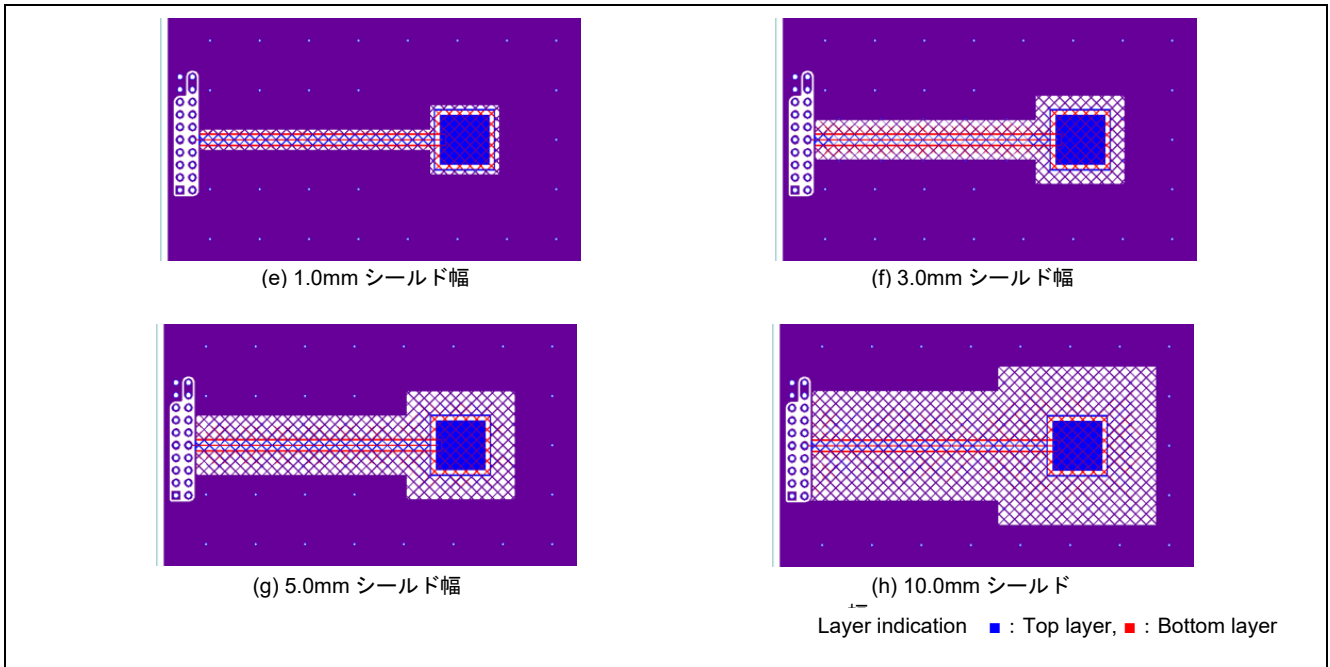 (e) 1.0mm シールド幅
(f) 3.0mm シールド幅
(g) 5.0mm シールド幅
(h) 10.0mm シールド
Layer indication ■ : Top layer, ■ : Bottom layer